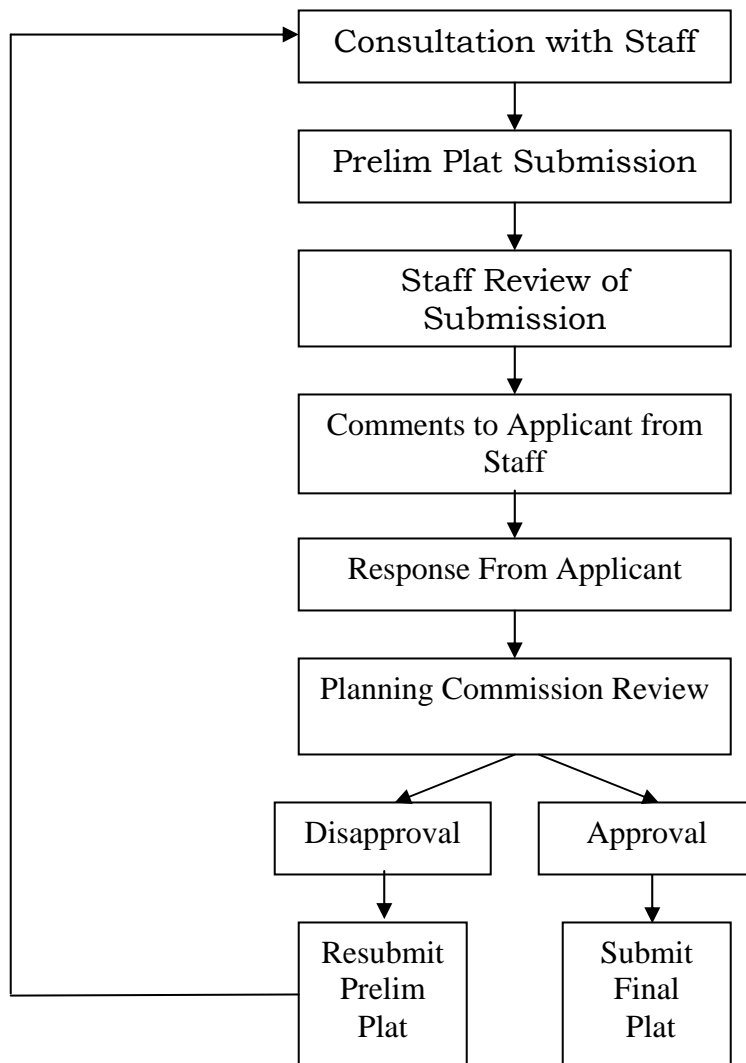 Consultation with Staff
Prelim Plat Submission
Staff Review of
Submission
Comments to Applicant from
Staff
Response From Applicant
Planning Commission Review
Disapproval
Approval
Resubmit
Prelim
Plat
Submit
Final
Plat